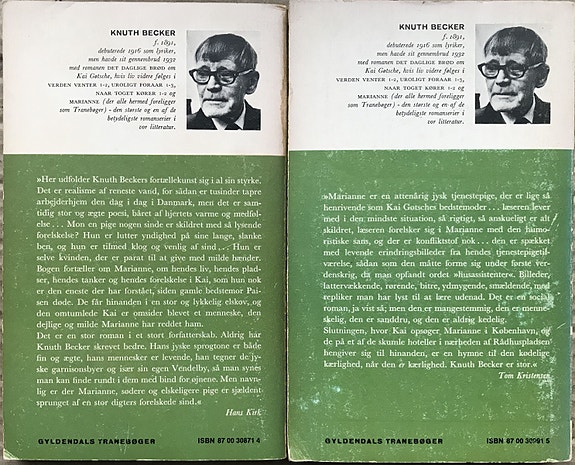 KNUTH BECKER
f. 1891,
debuterede 1916 som lyriker,
men havde sit gennembrud 1932
med romanen DET DAGLIGE BRØD om
Kai Gøtsche, hvis liv videre følges i
VERDEN VENTER 1-2, UROLIGT FORAAR 1-3,
NAAR TOGET KØRER 1-2 og
MARIANNE (der alle hermed foreligger
som Tranebøger) - den største og en af de
betydeligste romanserier i
vor litteratur.
»Her udfolder Knuth Beckers fortællekunst sig i al sin styrke.
Det er realisme af reneste vand, for sådan er tusinder tapre
arbejderhjem den dag i dag i Danmark, men det er sam-
tidig stor og ægte poesi, båret af hjertets varme og medføl-
else . . . Mon en pige nogen sinde er skildret med så lysende
forelskelse? Hun er lutter yndighed på sine lange, slanke
ben, og hun er tilmed klog og venlig af sind . . . Hun er
selve kvinden, der er parat til at give med milde hænder.
Bogen fortæller om Marianne, om hendes liv, hendes plad-
ser, hendes tanker og hendes forelskelse i Kai, som hun nok
er den eneste der har forstået, siden gamle bedstemor Pai-
sen døde. De får hinanden i en stor og lykkelig elskov, og
den omtumlede Kai er omsider blevet et menneske, den
dejlige og milde Marianne har reddet ham.
Det er en stor roman i et stort forfatterskab. Aldrig har
Knuth Becker skrevet bedre. Hans jyske sprogtone er både
fin og ægte, hans mennesker er levende, han tegner de jy-
ske garnisonsbyer og især sin egen Vendelby, så man synes
man kan finde rundt i dem med bind for øjnene. Men navn-
lig er der Marianne, sødere og elskeligere pige er sjældent
sprunget af en stor digters forelskede sind.«
Hans Kirk
GYLDENDALS TRANEBØGER
ISBN 87 00 30871 4
KNUTH BECKER
f. 1891,
debuterede 1916 som lyriker,
men havde sit gennembrud 1932
med romanen DET DAGLIGE BRØD om
Kai Gøtsche, hvis liv videre følges i
VERDEN VENTER 1-2, UROLIGT FORAAR 1-3,
NAAR TOGET KØRER 1-2 og
MARIANNE (der alle hermed foreligger
som Tranebøger) - den største og en af de
betydeligste romanserier i
vor litteratur.
»Marianne er en attenårig jysk tjenestepige, der er lige så
henrivende som Kai Gøtsches bedstemoder . . . læseren lever
med i den mindste situation, så rigtigt, så anskueligt er alt
skildret, læseren forelsker sig i Marianne med den humo-
ristiske sans, og der er konfliktstof nok . . . den er spækket
med levende erindringsbilleder fra hendes tjenestepigetil-
værelse, sådan som den måtte forme sig under første ver-
denskrig, da man opfandt ordet »husassistenter«. Billeder,
lattervækkende, rørende, bitre, ydmygende, smældende, med
replikker man har lyst til at lære udenad. Det er en social
roman, ja vist så; men den er mangestemmig, den er menne-
skelig, den er sanddru, og den er aldrig kedelig.
Slutningen, hvor Kai opsøger Marianne i København, og
de på et af de skumle hoteller i nærheden af Rådhuspladsen
hengiver sig til hinanden, er en hymne til den kødelige
kærlighed, når den er kærlighed. Knuth Becker er stor.«
Tom Kristensen
GYLDENDALS TRANEBØGER
ISBN 87 00 30991 5